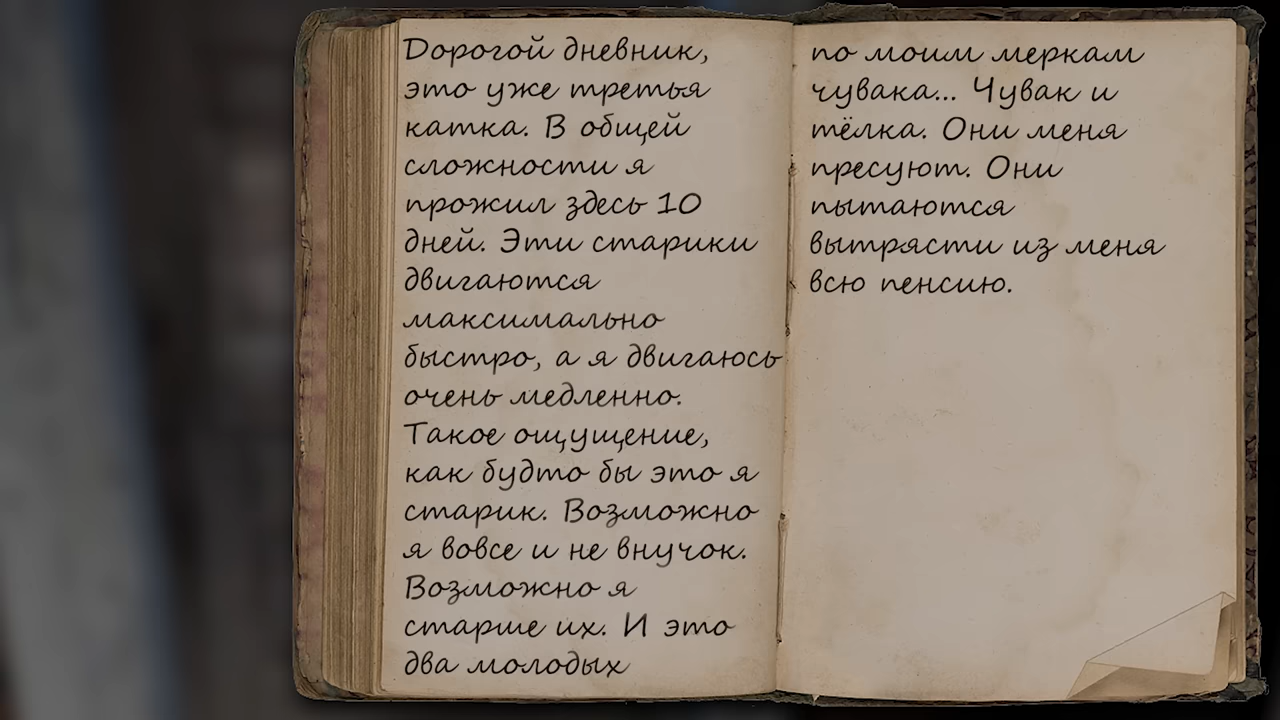 Дорогой дневник,
это уже третья
катка. В общей
сложности я
прожил здесь 10
дней. Эти старики
двигаются
максимально
быстро, а я двигаюсь
очень медленно.
Такое ощущение,
как будто бы это я
старик. Возможно
я вовсе и не внучок.
Возможно я
старше их. И это
два молодых
по моим меркам
чувака... Чувак и
тёлка. Они меня
пресуют. Они
пытаются
вытрясти из меня
всю пенсию.